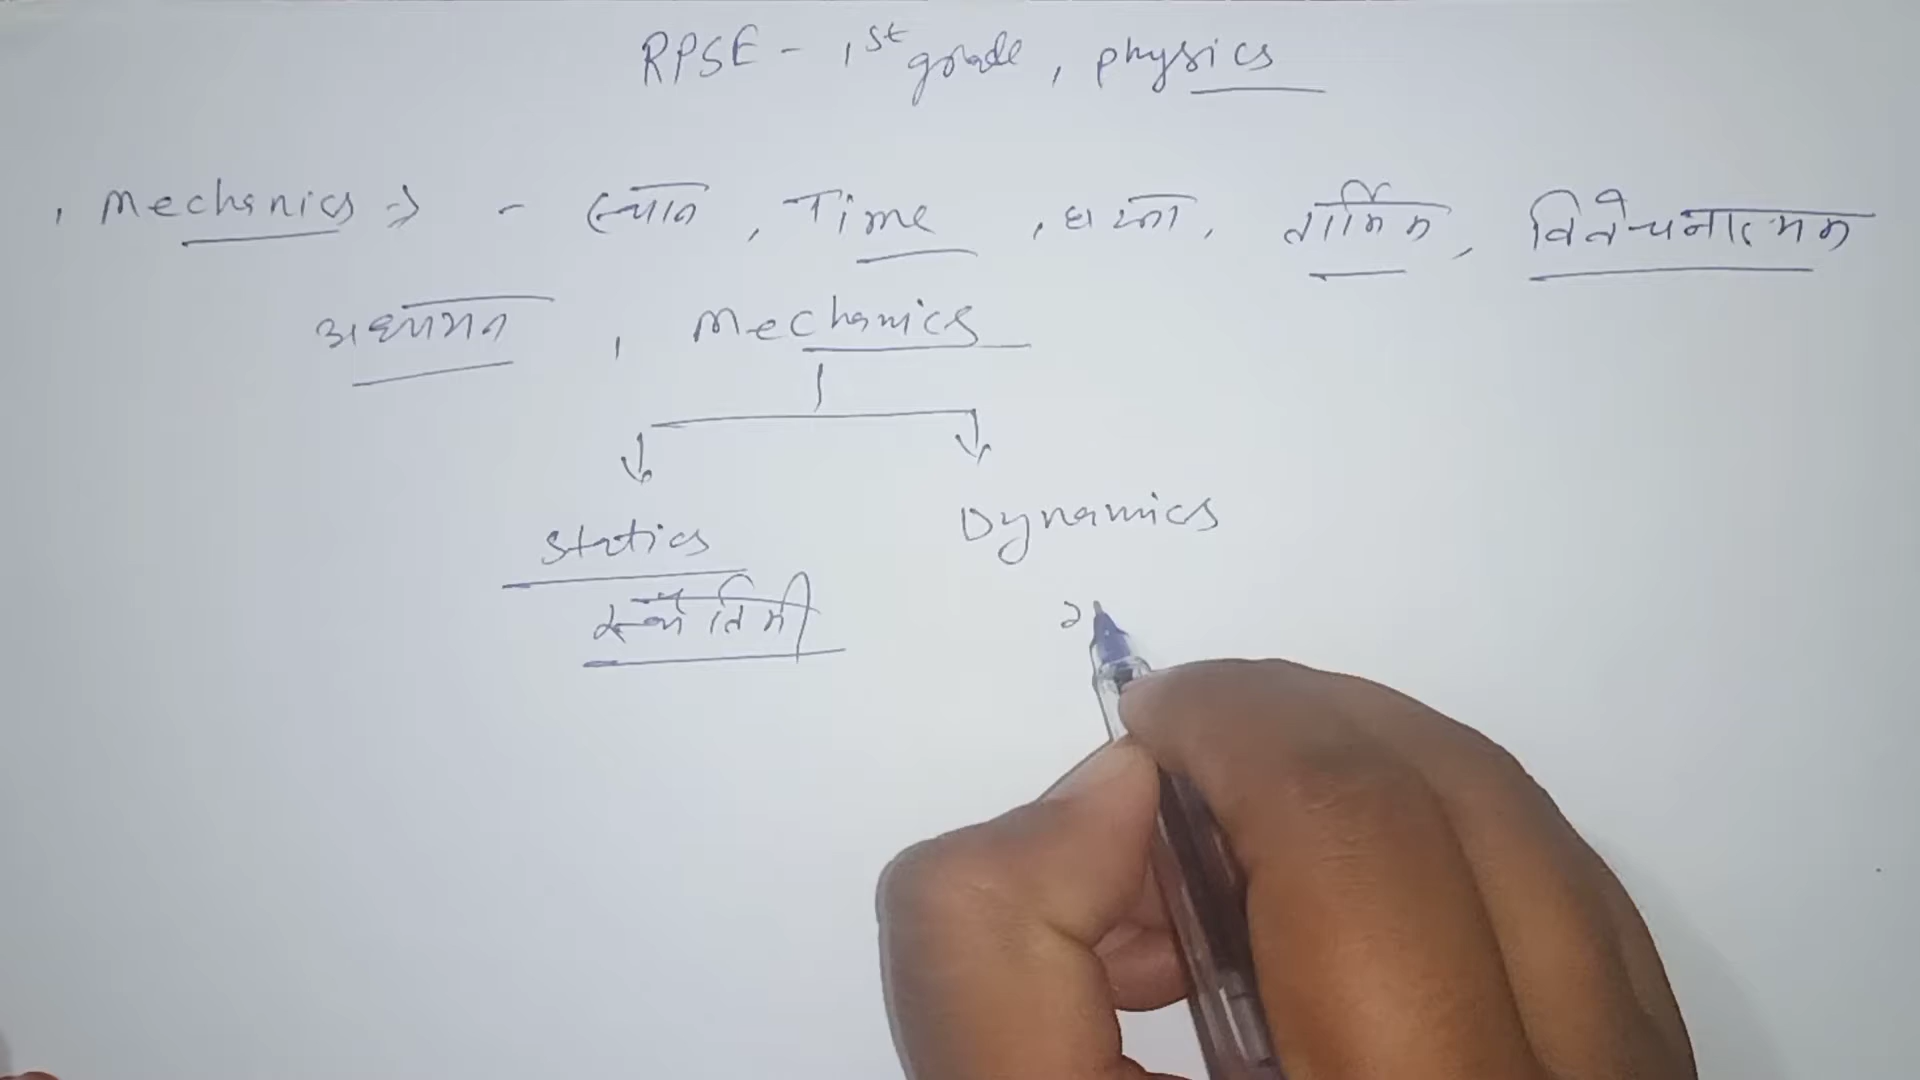 RPSE - 1st grade, physics
, Mechanics ⇒ - स्थान, Time, घटना, तार्किक, विवेचनात्मक
अध्ययन, Mechanics
Statics Dynamics
स्थैतिकी ग